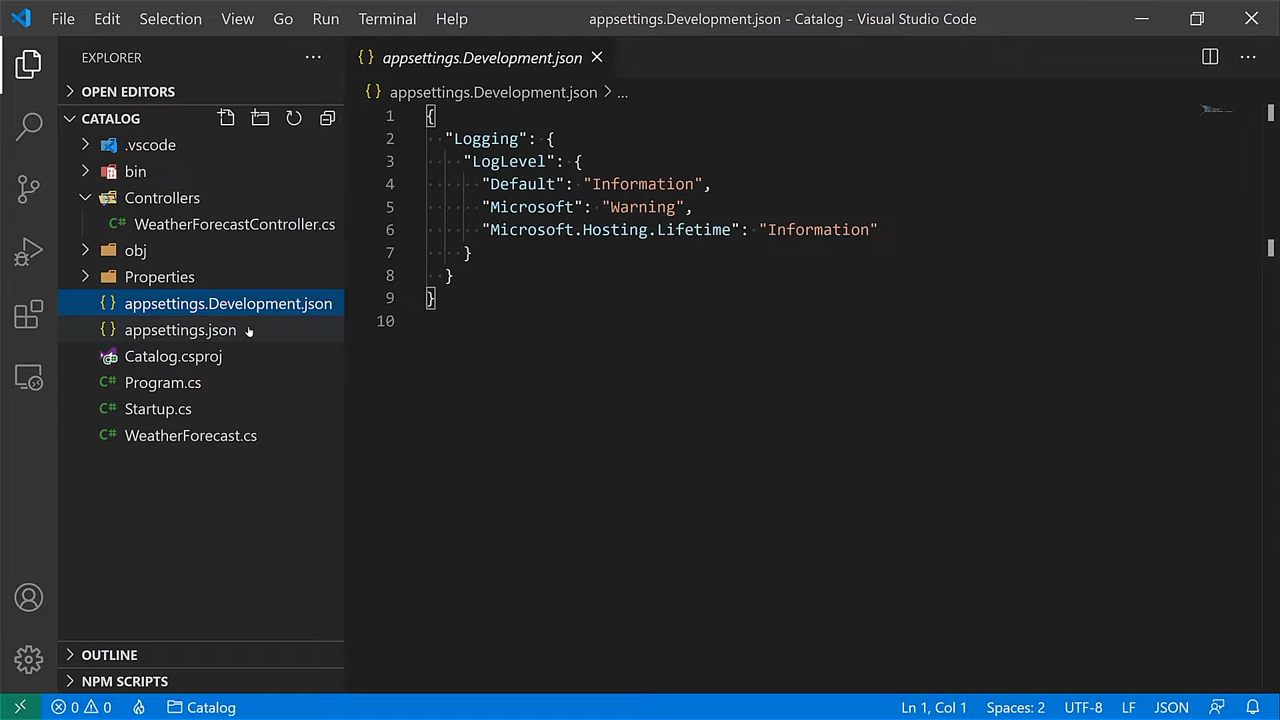 File Edit Selection View Go Run Terminal Help appsettings.Development.json - Catalog - Visual Studio Code
EXPLORER
OPEN EDITORS
CATALOG
.vscode
bin
Controllers
WeatherForecastController.cs
obj
Properties
appsettings.Development.json
appsettings.json
Catalog.csproj
Program.cs
Startup.cs
WeatherForecast.cs
OUTLINE
NPM SCRIPTS
{} appsettings.Development.json
{} appsettings.Development.json > ...
1 {
2 "Logging": {
3 "LogLevel": {
4 "Default": "Information",
5 "Microsoft": "Warning",
6 "Microsoft.Hosting.Lifetime": "Information"
7 }
8 }
9 }
10
0 0 Catalog Ln 1, Col 1 Spaces: 2 UTF-8 LF JSON